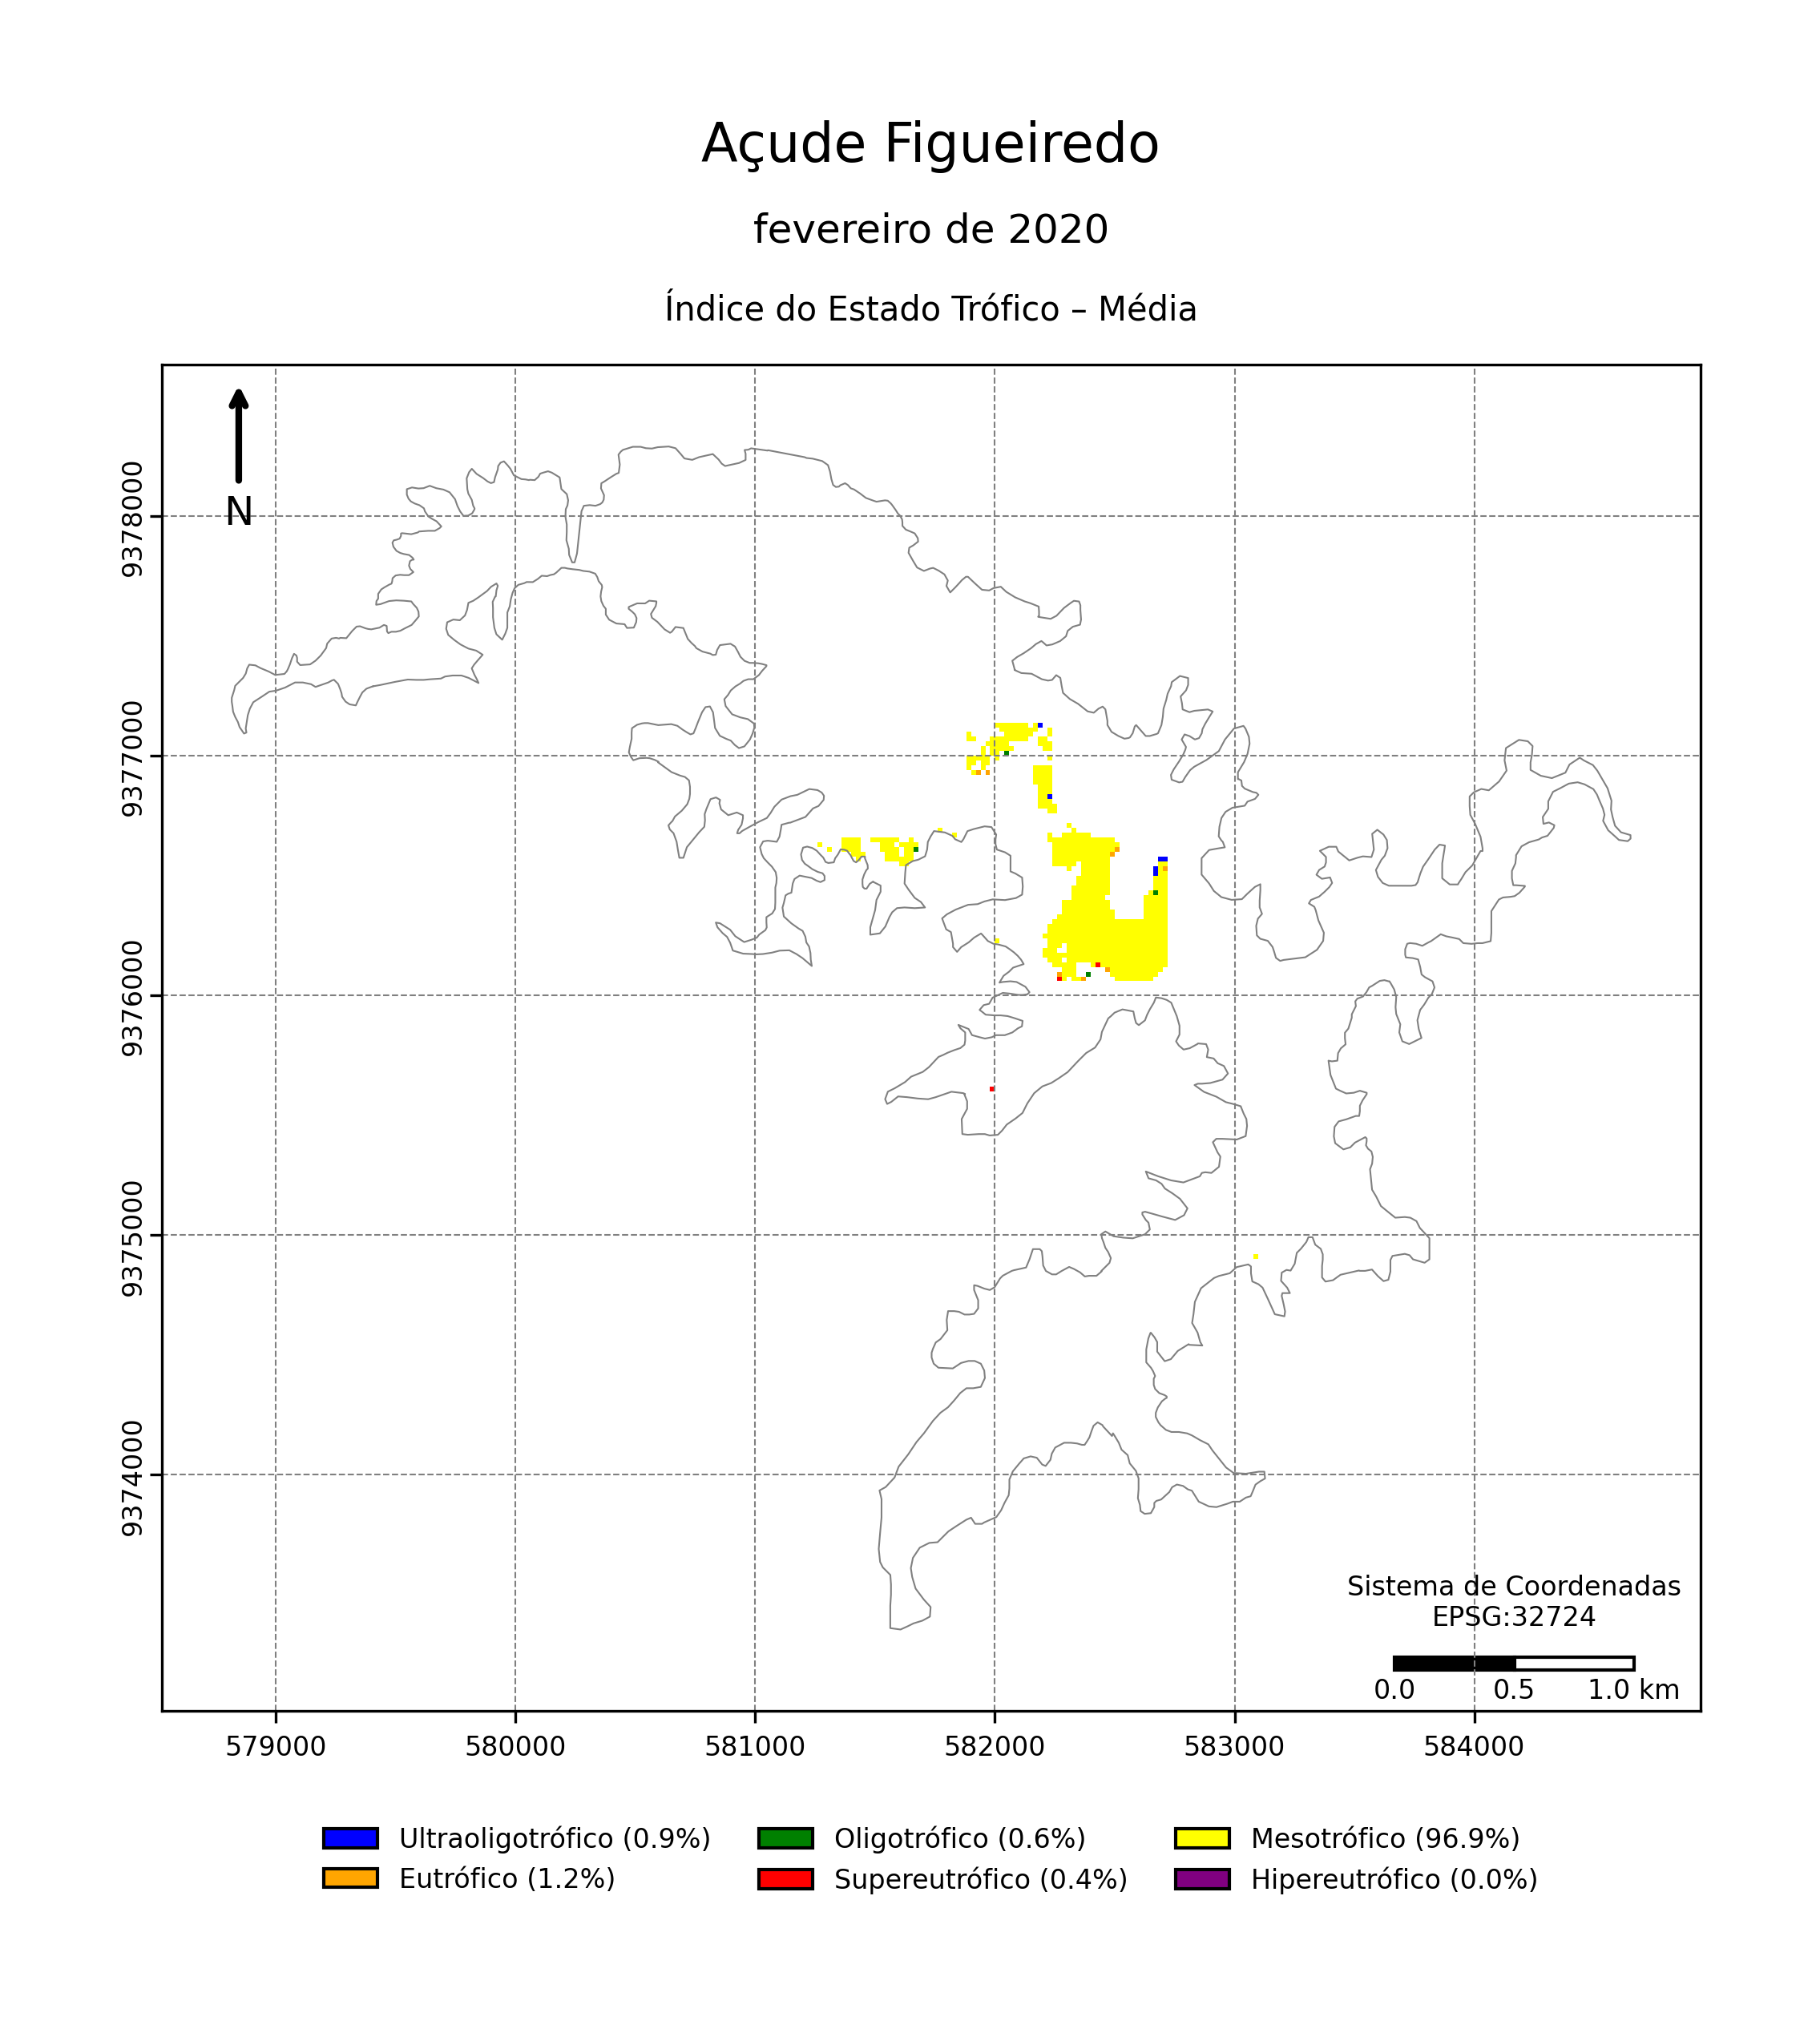 Açude Figueiredo
fevereiro de 2020
Índice do Estado Trófico – Média
N
9378000
9377000
9376000
9375000
9374000
Sistema de Coordenadas
EPSG:32724
0.0 0.5 1.0 km
579000 580000 581000 582000 583000 584000
Ultraoligotrófico (0.9%) Oligotrófico (0.6%) Mesotrófico (96.9%)
Eutrófico (1.2%) Supereutrófico (0.4%) Hipereutrófico (0.0%)